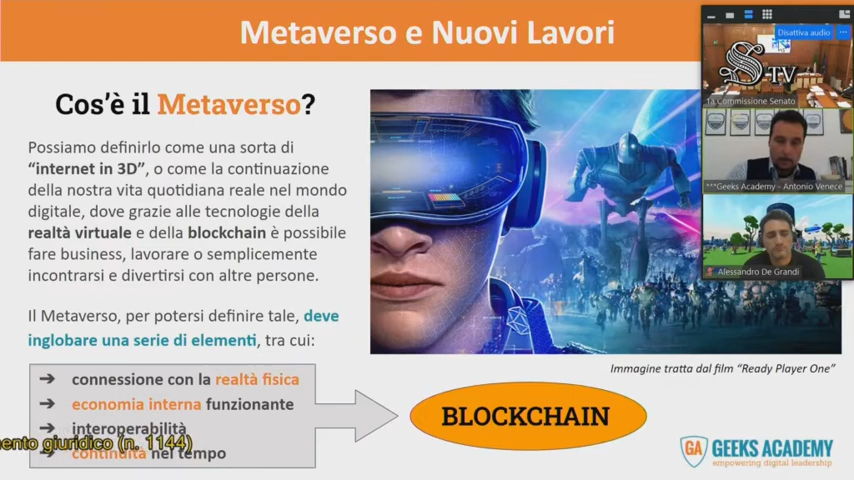 Metaverso e Nuovi Lavori
Cos'è il Metaverso?
Possiamo definirlo come una sorta di
"internet in 3D", o come la continuazione
della nostra vita quotidiana reale nel mondo
digitale, dove grazie alle tecnologie della
realtà virtuale e della blockchain è possibile
fare business, lavorare o semplicemente
incontrarsi e divertirsi con altre persone.
Il Metaverso, per potersi definire tale, deve
inglobare una serie di elementi, tra cui:
➔ connessione con la realtà fisica
➔ economia interna funzionante
➔ interoperabilità
➔ continuità nel tempo
mento giuridico (n. 1144)
Immagine tratta dal film "Ready Player One"
BLOCKCHAIN
GA GEEKS ACADEMY
empowering digital leadership
Disattiva audio
S TV
1a Commissione Senato
***Geeks Academy - Antonio Venece
Alessandro De Grandi